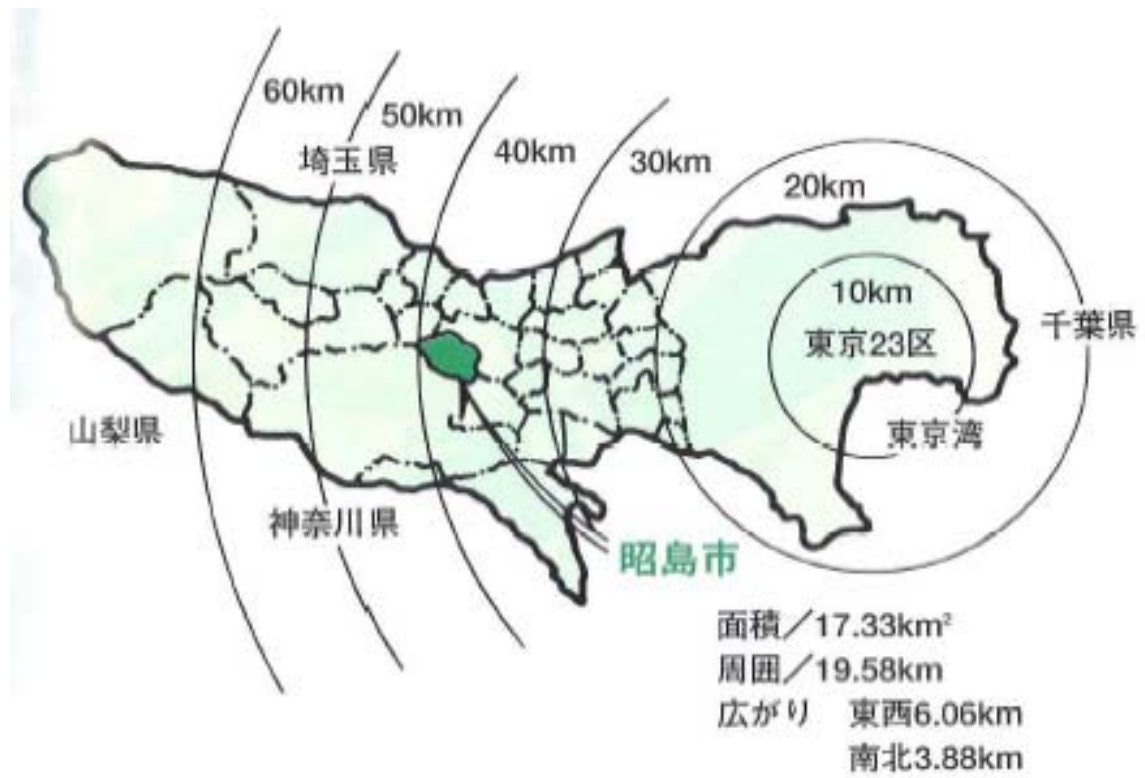 60km
50km
埼玉県
40km
30km
20km
10km
東京23区
千葉県
山梨県
東京湾
神奈川県
昭島市
面積／17.33km²
周囲／19.58km
広がり　東西6.06km
南北3.88km